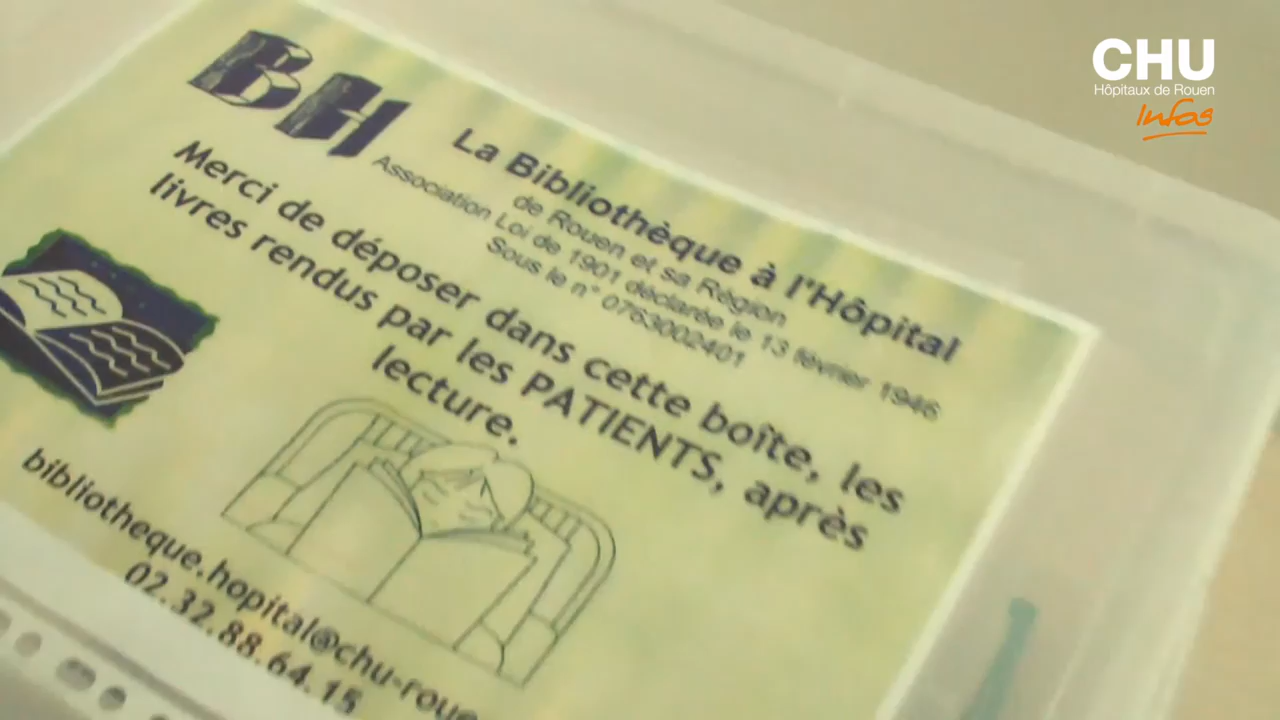 CHU
Hôpitaux de Rouen
Infos
BH
La Bibliothèque à l'Hôpital
de Rouen et sa Région
Association Loi de 1901 déclarée le 13 février 1946
Sous le n° 0763002401
Merci de déposer dans cette boîte, les
livres rendus par les PATIENTS, après
lecture.
bibliotheque.hopital@chu-roue
02.32.88.64.15